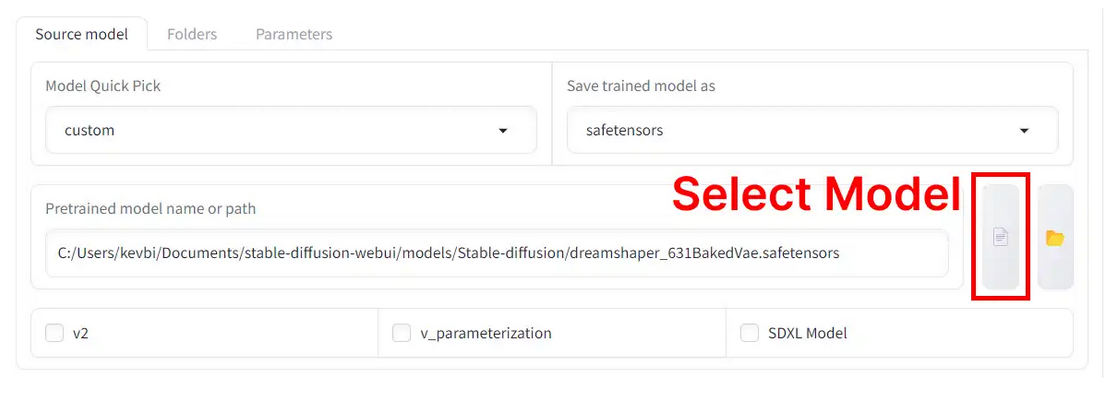 Source model Folders Parameters
Model Quick Pick Save trained model as
custom safetensors
Select Model
Pretrained model name or path
C:/Users/kevbi/Documents/stable-diffusion-webui/models/Stable-diffusion/dreamshaper_631BakedVae.safetensors
v2 v_parameterization SDXL Model